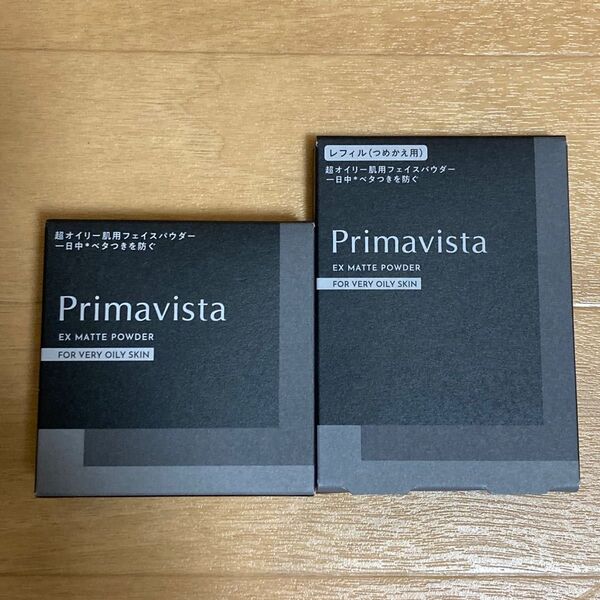 超オイリー肌用フェイスパウダー
一日中*ベタつきを防ぐ
Primavista
EX MATTE POWDER
FOR VERY OILY SKIN
レフィル(つめかえ用)
超オイリー肌用フェイスパウダー
一日中*ベタつきを防ぐ
Primavista
EX MATTE POWDER
FOR VERY OILY SKIN